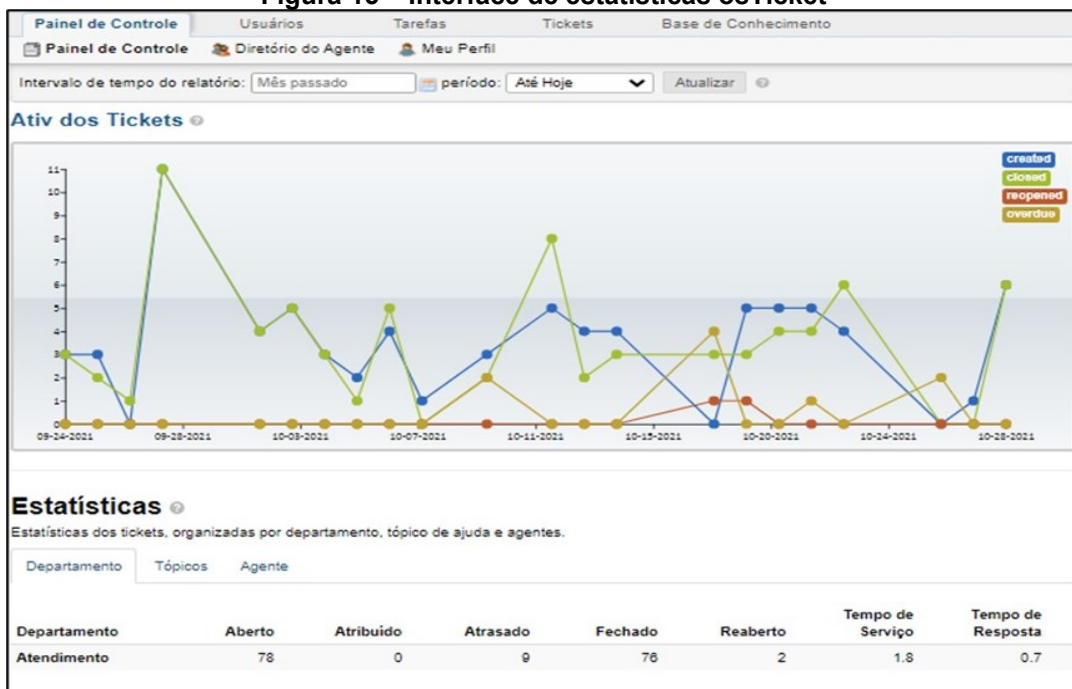 Figura 16 – Interface de estatísticas osTicket
Painel de Controle Usuários Tarefas Tickets Base de Conhecimento
Painel de Controle Diretório do Agente Meu Perfil
Intervalo de tempo do relatório: Mês passado período: Até Hoje Atualizar
Ativ dos Tickets
created
closed
reopened
overdue
11
10
9
8
7
6
5
4
3
2
1
0
09-24-2021 09-28-2021 10-03-2021 10-07-2021 10-11-2021 10-15-2021 10-20-2021 10-24-2021 10-28-2021
Estatísticas
Estatísticas dos tickets, organizadas por departamento, tópico de ajuda e agentes.
Departamento Tópicos Agente
Departamento Aberto Atribuído Atrasado Fechado Reaberto Tempo de Serviço Tempo de Resposta
Atendimento 78 0 9 76 2 1.8 0.7